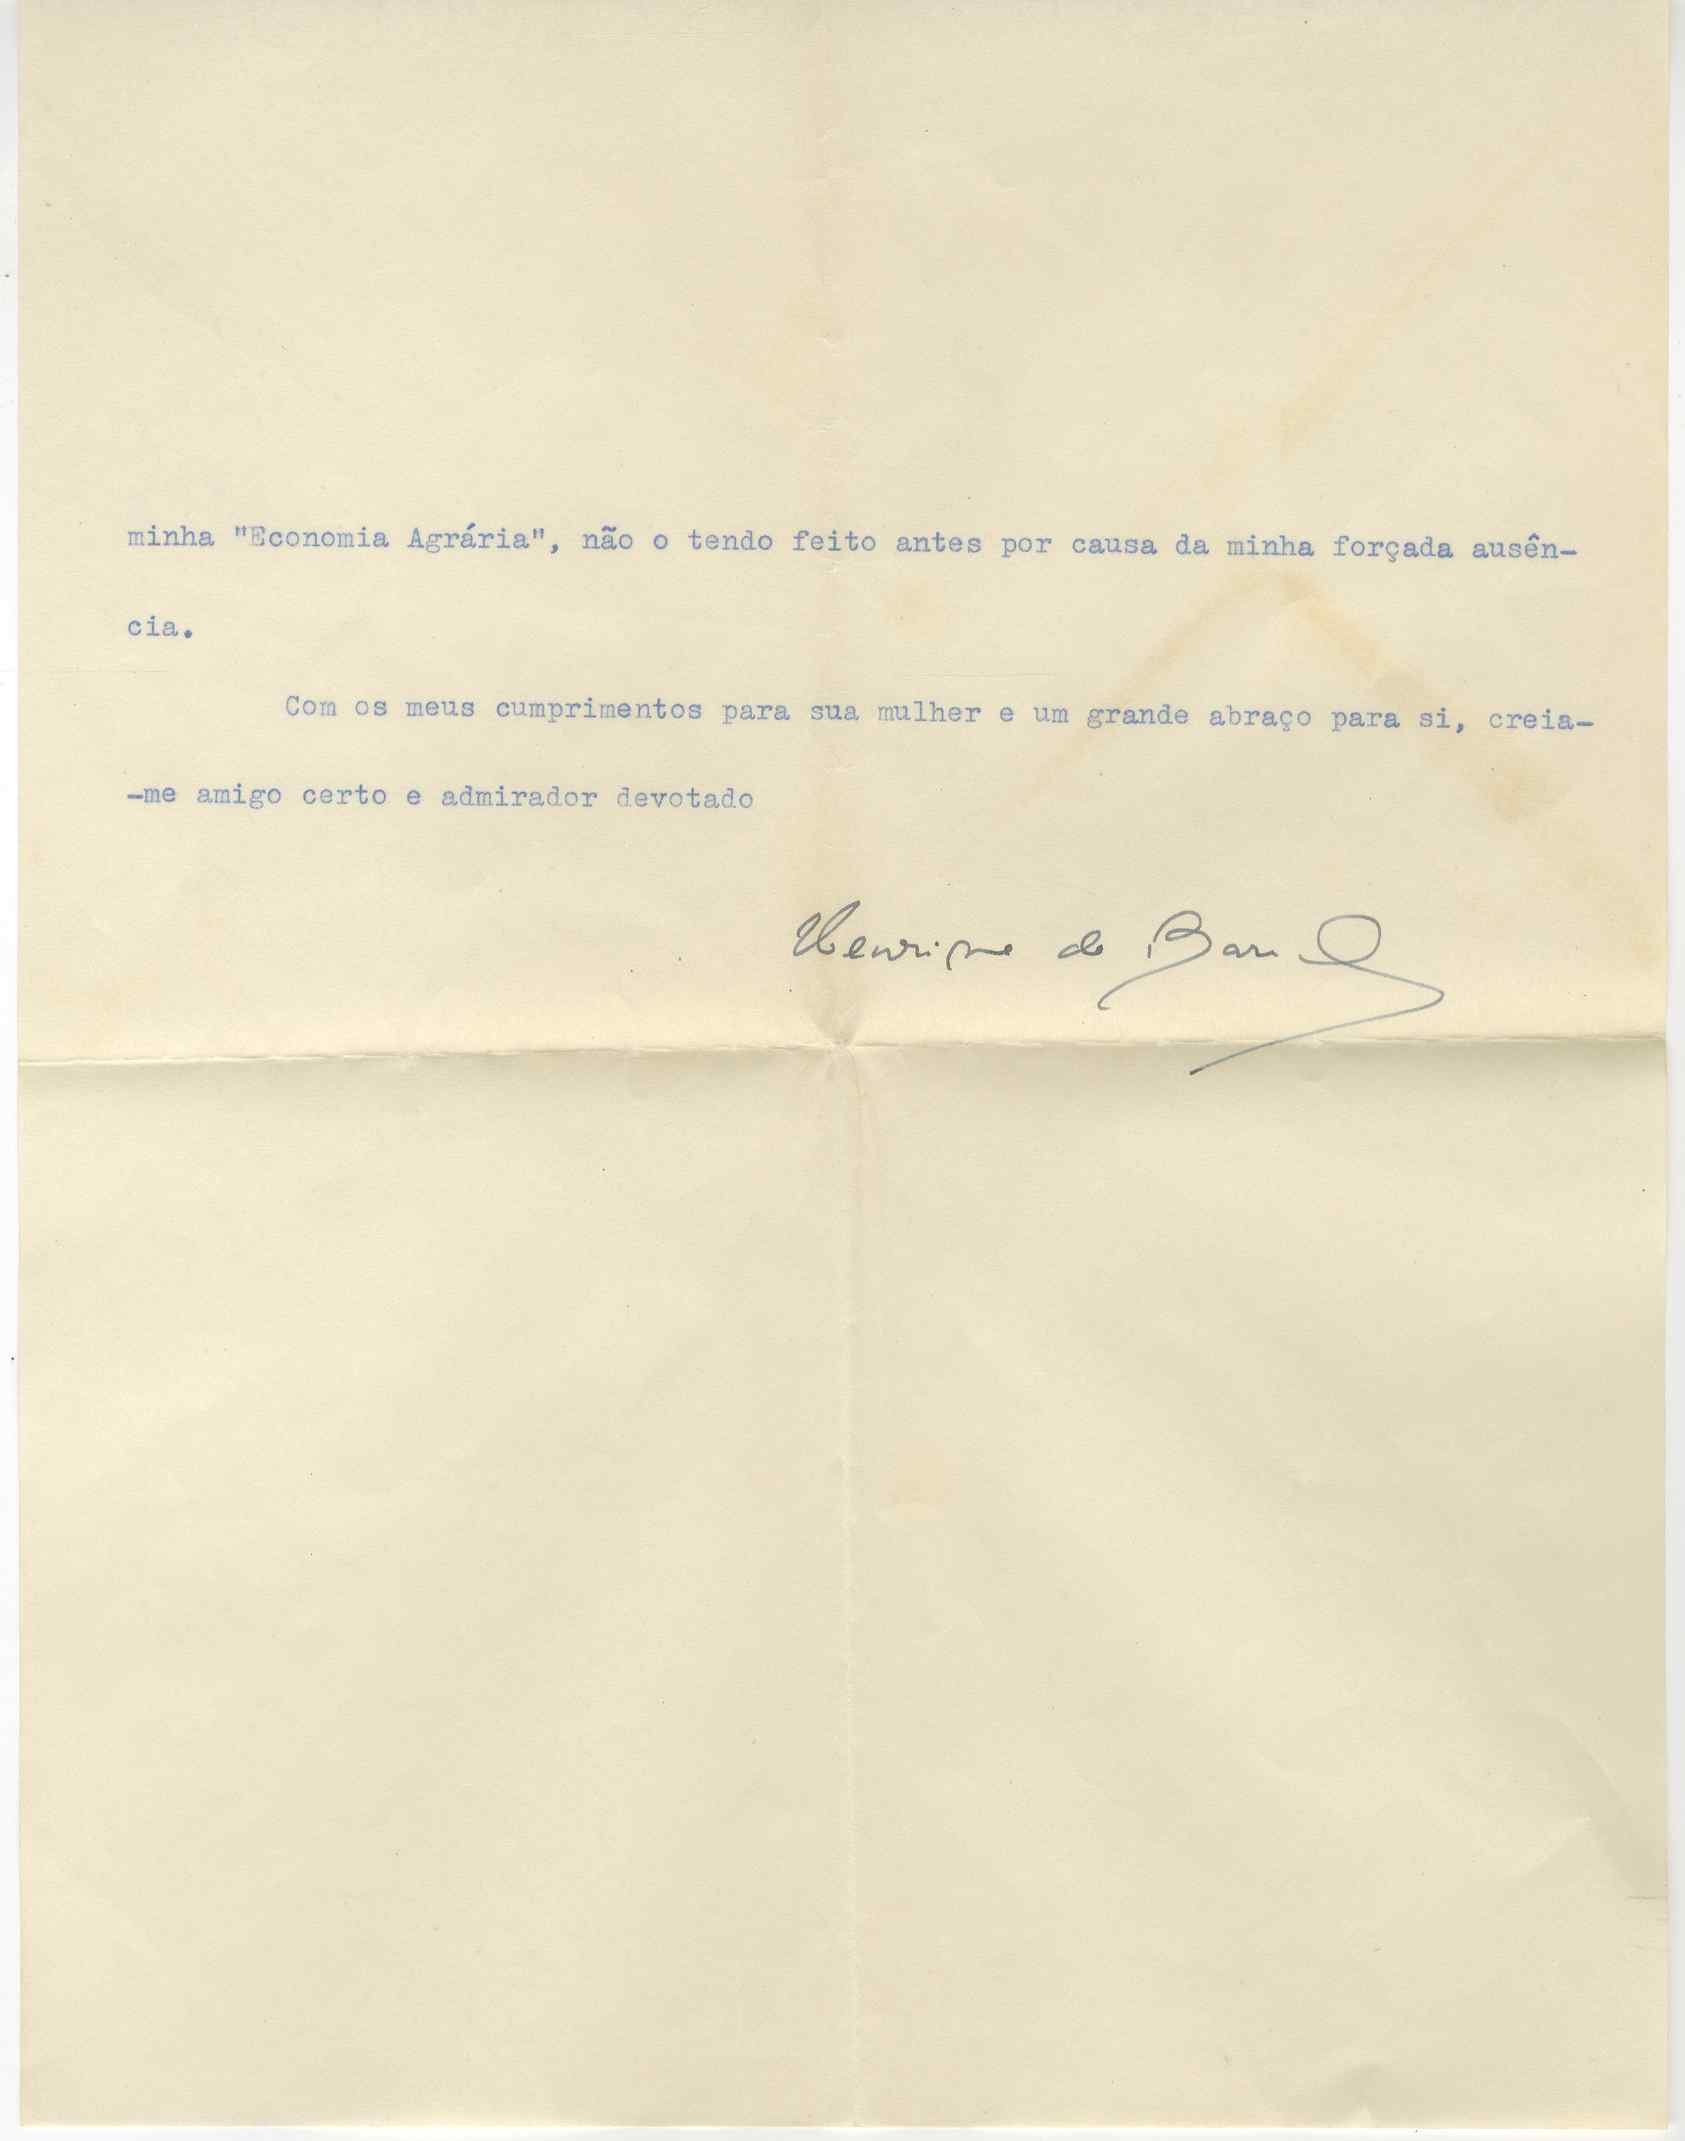 minha "Economia Agrária", não o tendo feito antes por causa da minha forçada ausên-
cia.
Com os meus cumprimentos para sua mulher e um grande abraço para si, creia-
-me amigo certo e admirador devotado
Henrique de Barros